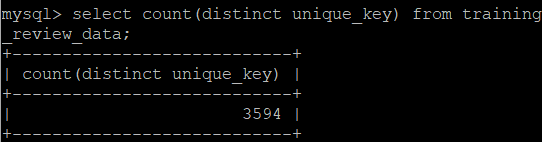 mysql> select count(distinct unique_key) from training
_review_data;
+----------------------------+
| count(distinct unique_key) |
+----------------------------+
|                       3594 |
+----------------------------+